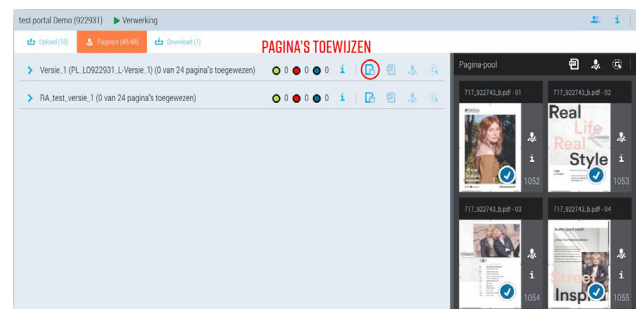 test portal Demo (922931) Verwerking
Upload (10) Pagina's (48/48) Download (1)
PAGINA'S TOEWIJZEN
Versie_1 (PL_LO922931_L-Versie_1) (0 van 24 pagina's toegewezen) 0 0 0
RA_test_versie_1 (0 van 24 pagina's toegewezen) 0 0 0
Pagina-pool
717_922743_b.pdf - 01
717_922743_b.pdf - 02
Real
Life
Real
Style
1052
1053
717_922743_b.pdf - 03
717_922743_b.pdf - 04
Street
Inspi
1054
1055